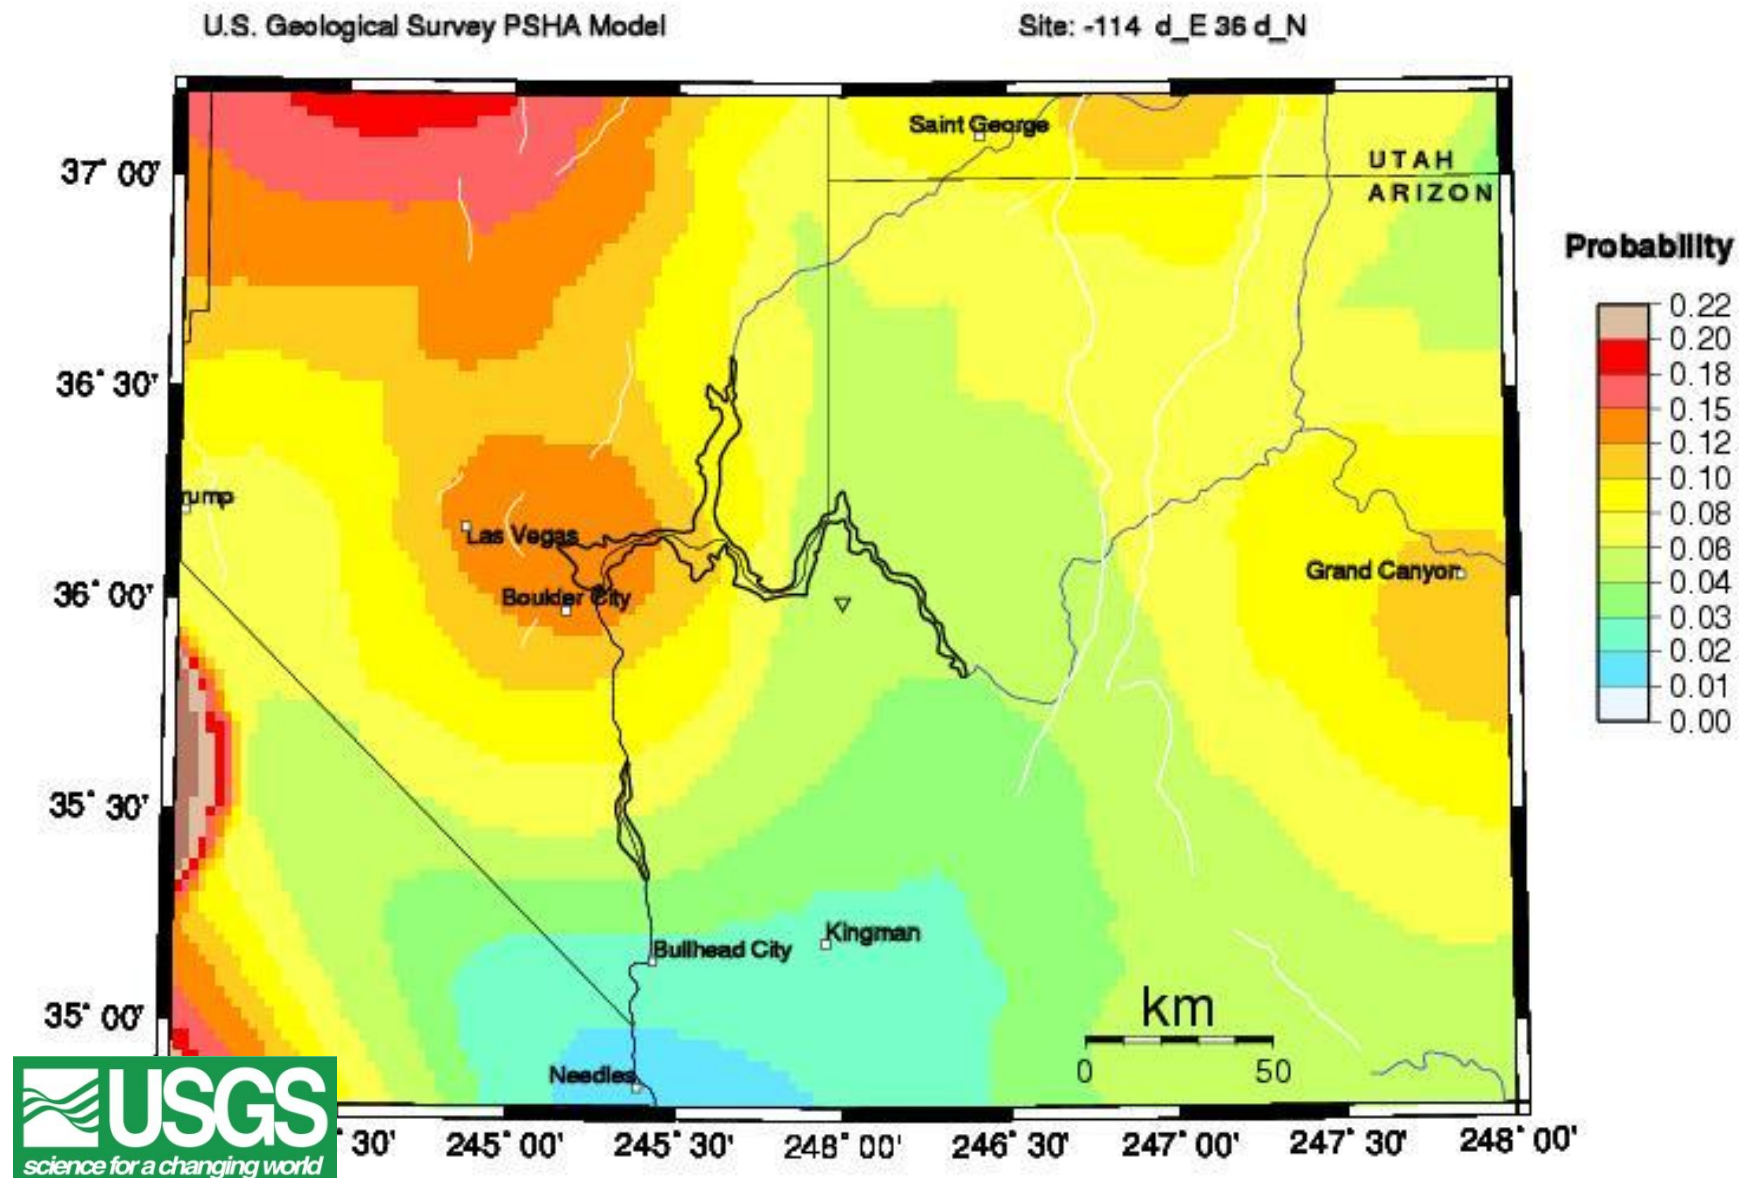 U.S. Geological Survey PSHA Model
Site: -114 d_E 36 d_N
Saint George
UTAH
ARIZON
37° 00'
36° 30'
36° 00'
35° 30'
35° 00'
rump
Las Vegas
Boulder City
Grand Canyon
Bullhead City
Kingman
Needles
km
0 50
Probability
0.22
0.20
0.18
0.15
0.12
0.10
0.08
0.06
0.04
0.03
0.02
0.01
0.00
30' 245° 00' 245° 30' 246° 00' 246° 30' 247° 00' 247° 30' 248° 00'
USGS
science for a changing world